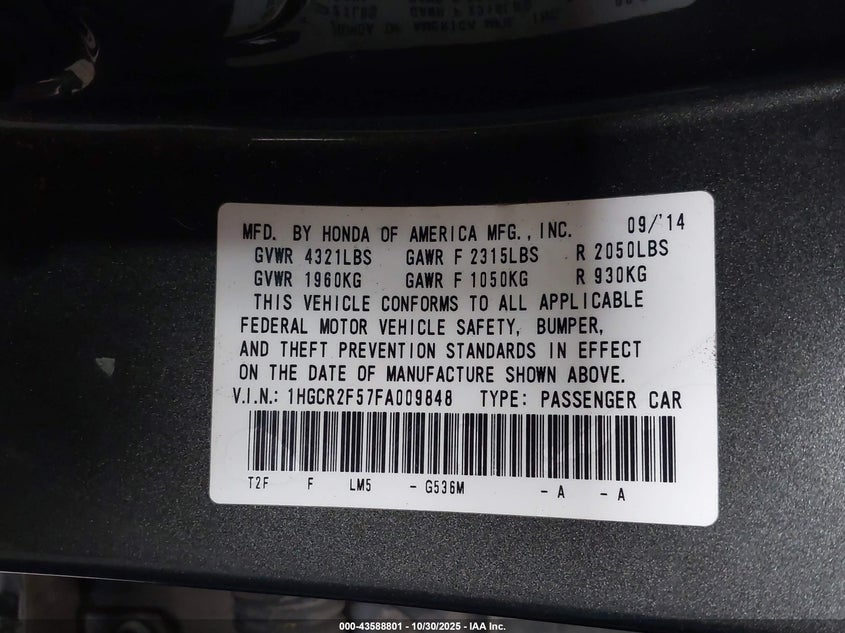 MFD. BY HONDA OF AMERICA MFG., INC. 09/'14
GVWR 4321LBS GAWR F 2315LBS R 2050LBS
GVWR 1960KG GAWR F 1050KG R 930KG
THIS VEHICLE CONFORMS TO ALL APPLICABLE
FEDERAL MOTOR VEHICLE SAFETY, BUMPER,
AND THEFT PREVENTION STANDARDS IN EFFECT
ON THE DATE OF MANUFACTURE SHOWN ABOVE.
V.I.N.: 1HGCR2F57FA009848 TYPE: PASSENGER CAR
T2F F LM5 - G536M - A - A
000-43588801 - 10/30/2025 - IAA Inc.